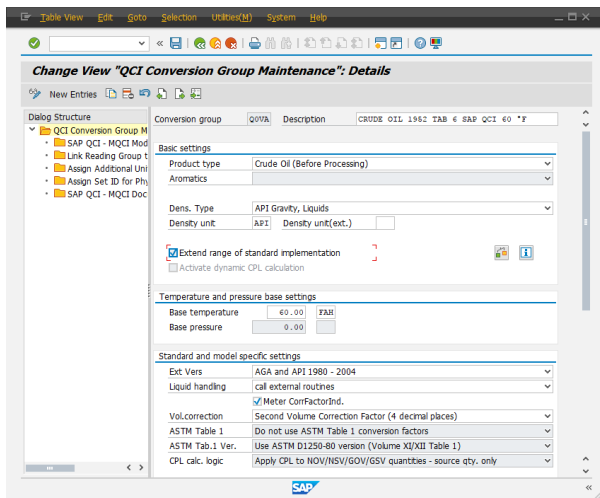 Table View Edit Goto Selection Utilities(M) System Help
Change View "QCI Conversion Group Maintenance": Details
New Entries
Dialog Structure
QCI Conversion Group M
SAP QCI - MQCI Mod
Link Reading Group t
Assign Additional Uni
Assign Set ID for Phy
SAP QCI - MQCI Doc
Conversion group Q0VA Description CRUDE OIL 1952 TAB 6 SAP QCI 60 °F
Basic settings
Product type Crude Oil (Before Processing)
Aromatics
Dens. Type API Gravity, Liquids
Density unit API Density unit(ext.)
Extend range of standard implementation
Activate dynamic CPL calculation
Temperature and pressure base settings
Base temperature 60.00 FAH
Base pressure 0.00
Standard and model specific settings
Ext Vers AGA and API 1980 - 2004
Liquid handling call external routines
Meter CorrFactorInd.
Vol.correction Second Volume Correction Factor (4 decimal places)
ASTM Table 1 Do not use ASTM Table 1 conversion factors
ASTM Tab.1 Ver. Use ASTM D1250-80 version (Volume XI/XII Table 1)
CPL calc. logic Apply CPL to NOV/NSV/GOV/GSV quantities - source qty. only
SAP